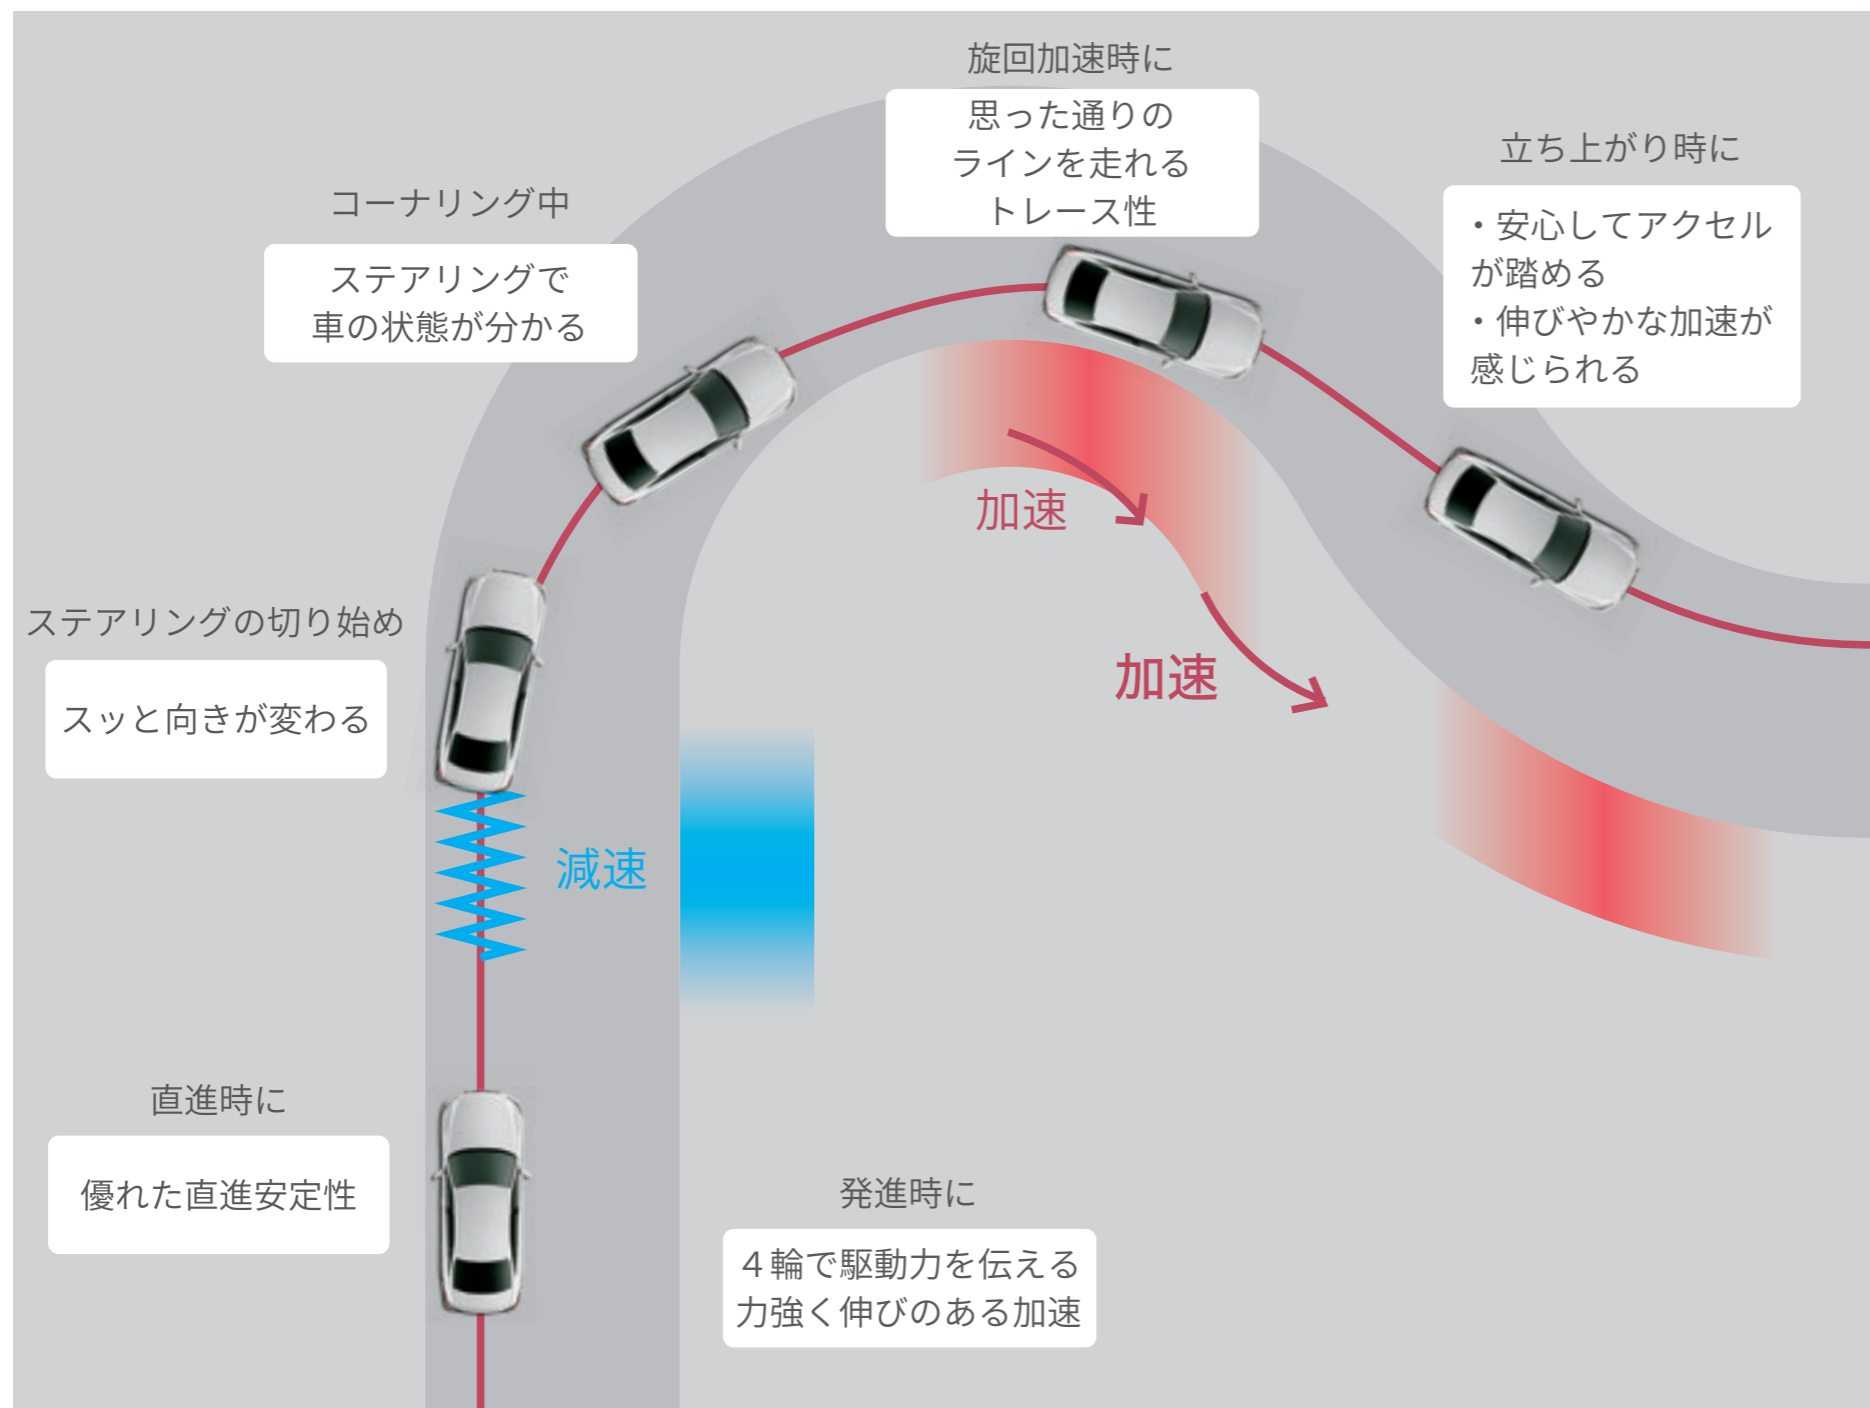 旋回加速時に
思った通りの
ラインを走れる
トレース性
立ち上がり時に
・安心してアクセル
が踏める
・伸びやかな加速が
感じられる
コーナリング中
ステアリングで
車の状態が分かる
加速
加速
ステアリングの切り始め
スッと向きが変わる
減速
直進時に
優れた直進安定性
発進時に
４輪で駆動力を伝える
力強く伸びのある加速